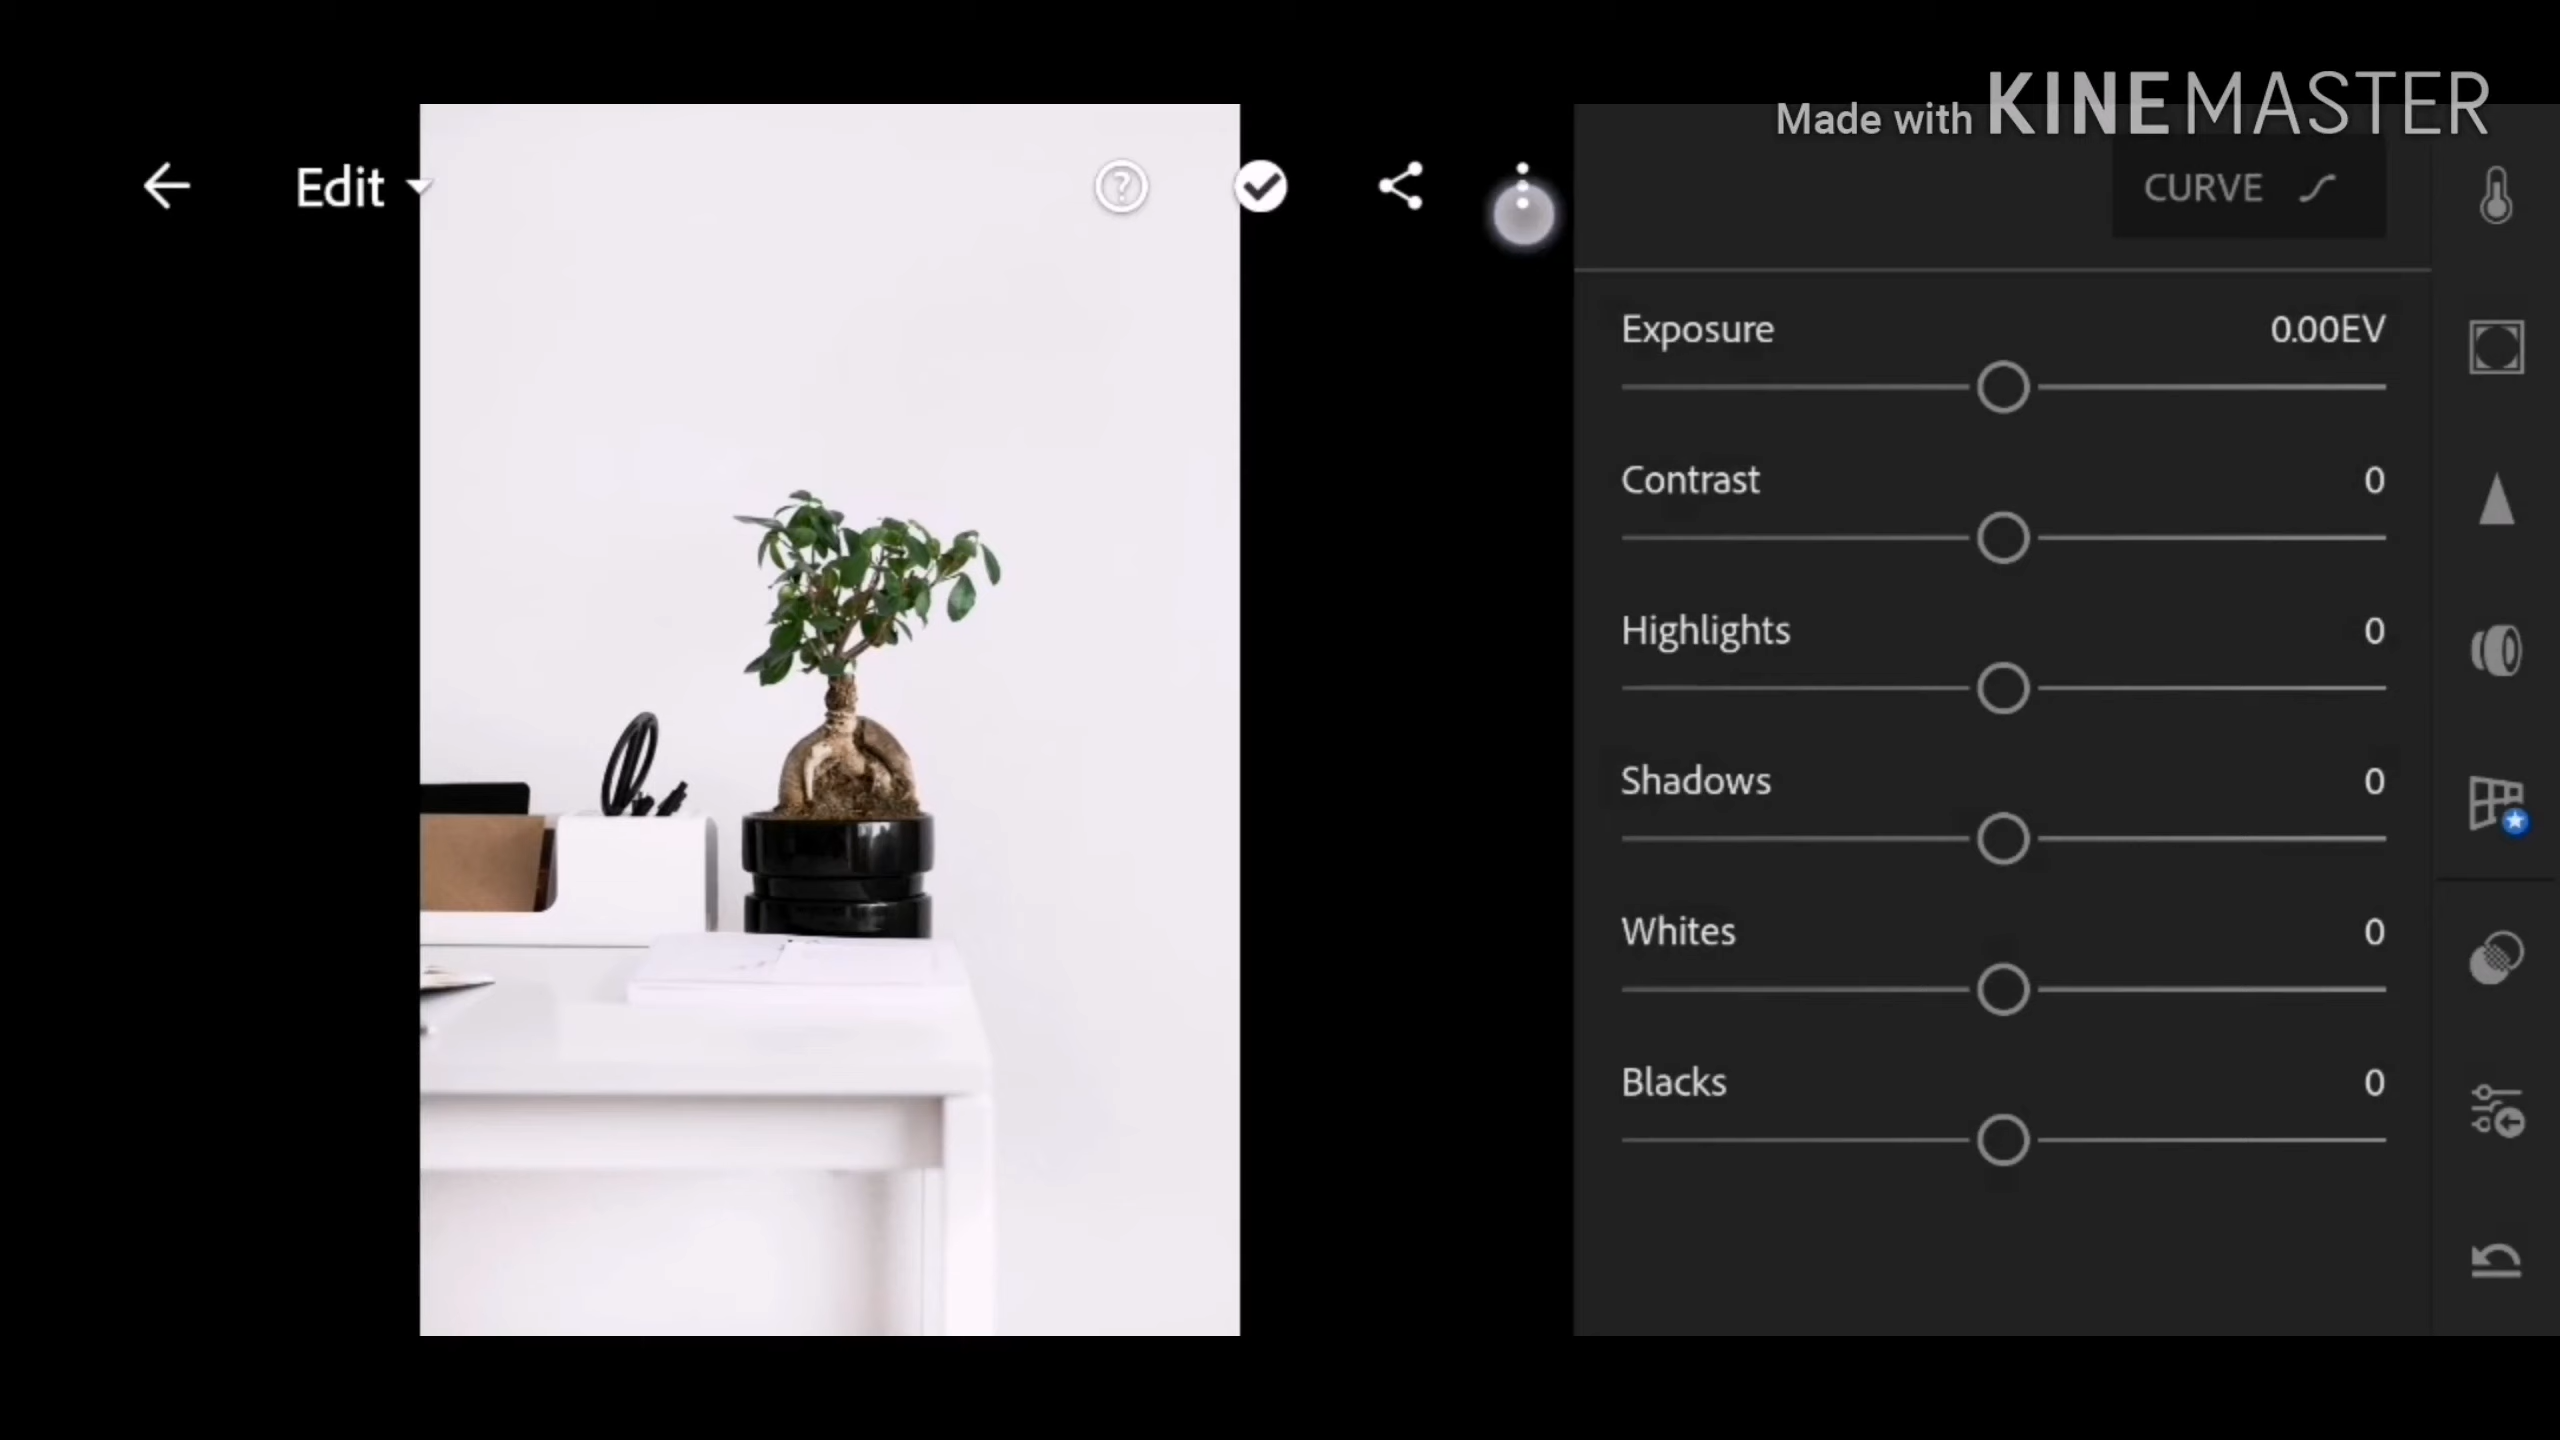 Made with KINEMASTER
Edit
CURVE
Exposure 0.00EV
Contrast 0
Highlights 0
Shadows 0
Whites 0
Blacks 0